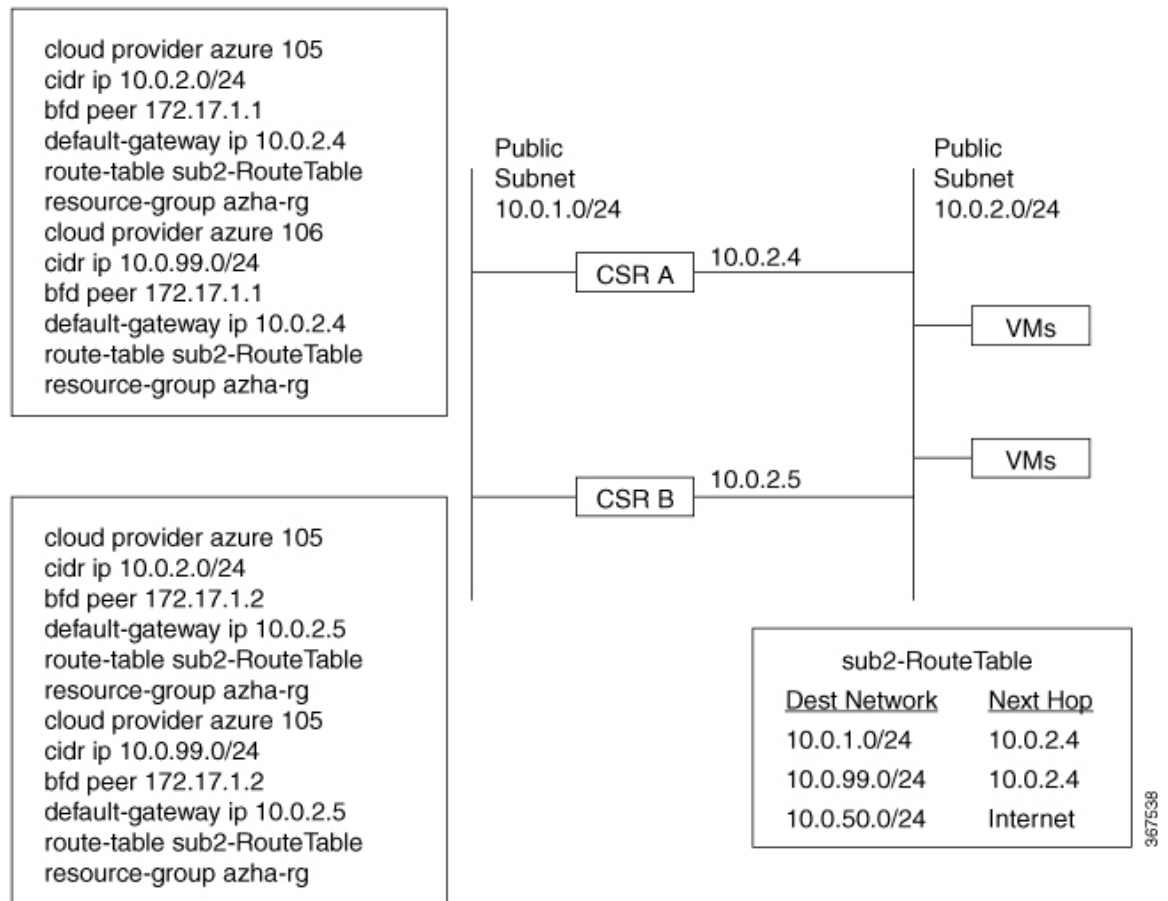 cloud provider azure 105
cidr ip 10.0.2.0/24
bfd peer 172.17.1.1
default-gateway ip 10.0.2.4
route-table sub2-RouteTable
resource-group azha-rg
cloud provider azure 106
cidr ip 10.0.99.0/24
bfd peer 172.17.1.1
default-gateway ip 10.0.2.4
route-table sub2-RouteTable
resource-group azha-rg
cloud provider azure 105
cidr ip 10.0.2.0/24
bfd peer 172.17.1.2
default-gateway ip 10.0.2.5
route-table sub2-RouteTable
resource-group azha-rg
cloud provider azure 105
cidr ip 10.0.99.0/24
bfd peer 172.17.1.2
default-gateway ip 10.0.2.5
route-table sub2-RouteTable
resource-group azha-rg
Public
Subnet
10.0.1.0/24
Public
Subnet
10.0.2.0/24
CSR A
10.0.2.4
VMs
VMs
CSR B
10.0.2.5
sub2-RouteTable
Dest Network Next Hop
10.0.1.0/24 10.0.2.4
10.0.99.0/24 10.0.2.4
10.0.50.0/24 Internet
367538